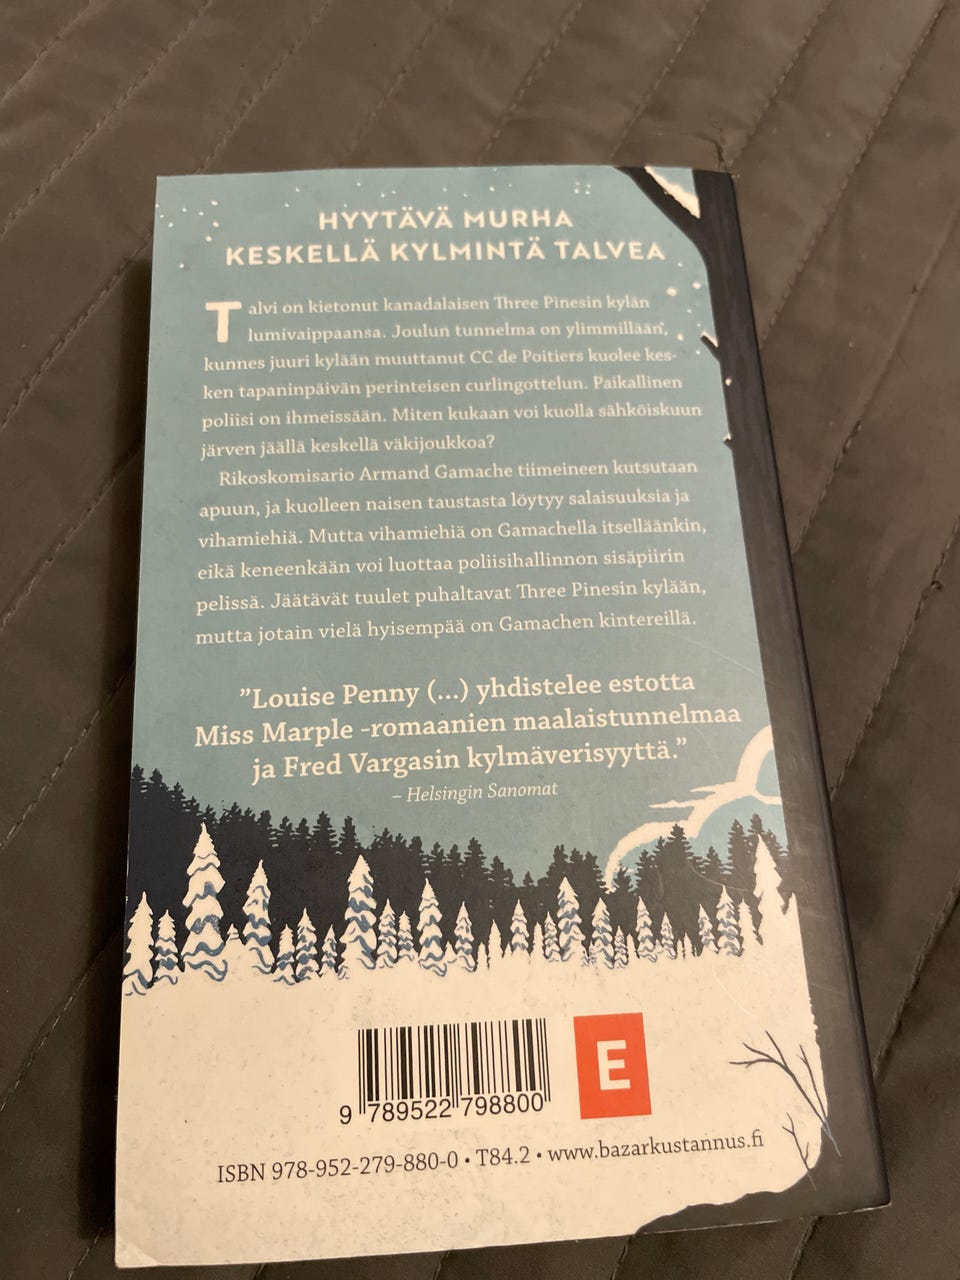 HYYTÄVÄ MURHA
KESKELLÄ KYLMINTÄ TALVEA
Talvi on kietonut kanadalaisen Three Pinesin kylän
lumivaippaansa. Joulun tunnelma on ylimmillään,
kunnes juuri kylään muuttanut CC de Poitiers kuolee kes-
ken tapaninpäivän perinteisen curlingottelun. Paikallinen
poliisi on ihmeissään. Miten kukaan voi kuolla sähköiskuun
järven jäällä keskellä väkijoukkoa?
Rikoskomisario Armand Gamache tiimeineen kutsutaan
apuun, ja kuolleen naisen taustasta löytyy salaisuuksia ja
vihamiehiä. Mutta vihamiehiä on Gamachella itselläänkin,
eikä keneenkään voi luottaa poliisihallinnon sisäpiirin
pelissä. Jäätävät tuulet puhaltavat Three Pinesin kylään,
mutta jotain vielä hyisempää on Gamachen kintereillä.
”Louise Penny (...) yhdistelee estotta
Miss Marple -romaanien maalaistunnelmaa
ja Fred Vargasin kylmäverisyyttä.”
– Helsingin Sanomat
E
9 789522 798800
ISBN 978-952-279-880-0 • T84.2 • www.bazarkustannus.fi